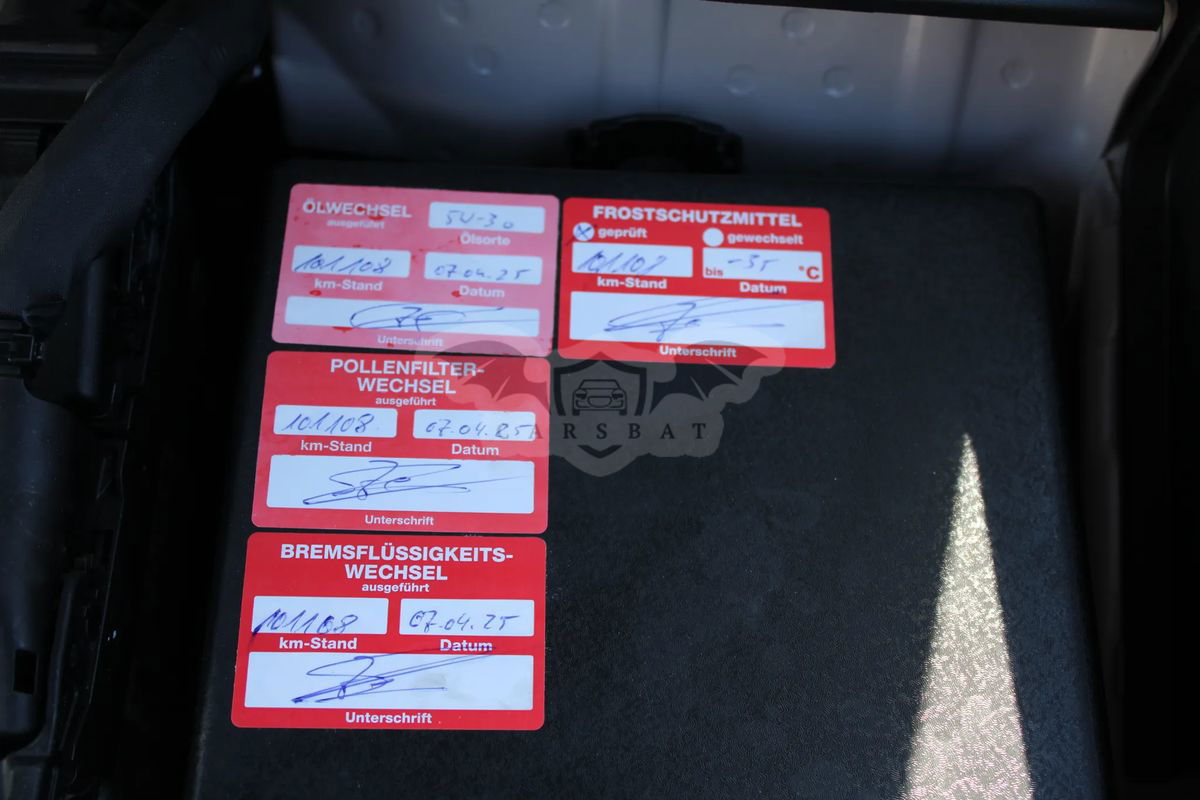 ÖLWECHSEL
ausgeführt
5W-30
Ölsorte
101108
07.04.25
km-Stand
Datum
Unterschrift
FROSTSCHUTZMITTEL
geprüft
gewechselt
101108
bis -35 °C
km-Stand
Datum
Unterschrift
POLLENFILTER-
WECHSEL
ausgeführt
101108
07.04.25
km-Stand
Datum
Unterschrift
BREMSFLÜSSIGKEITS-
WECHSEL
ausgeführt
101108
07.04.25
km-Stand
Datum
Unterschrift
CARSBAT